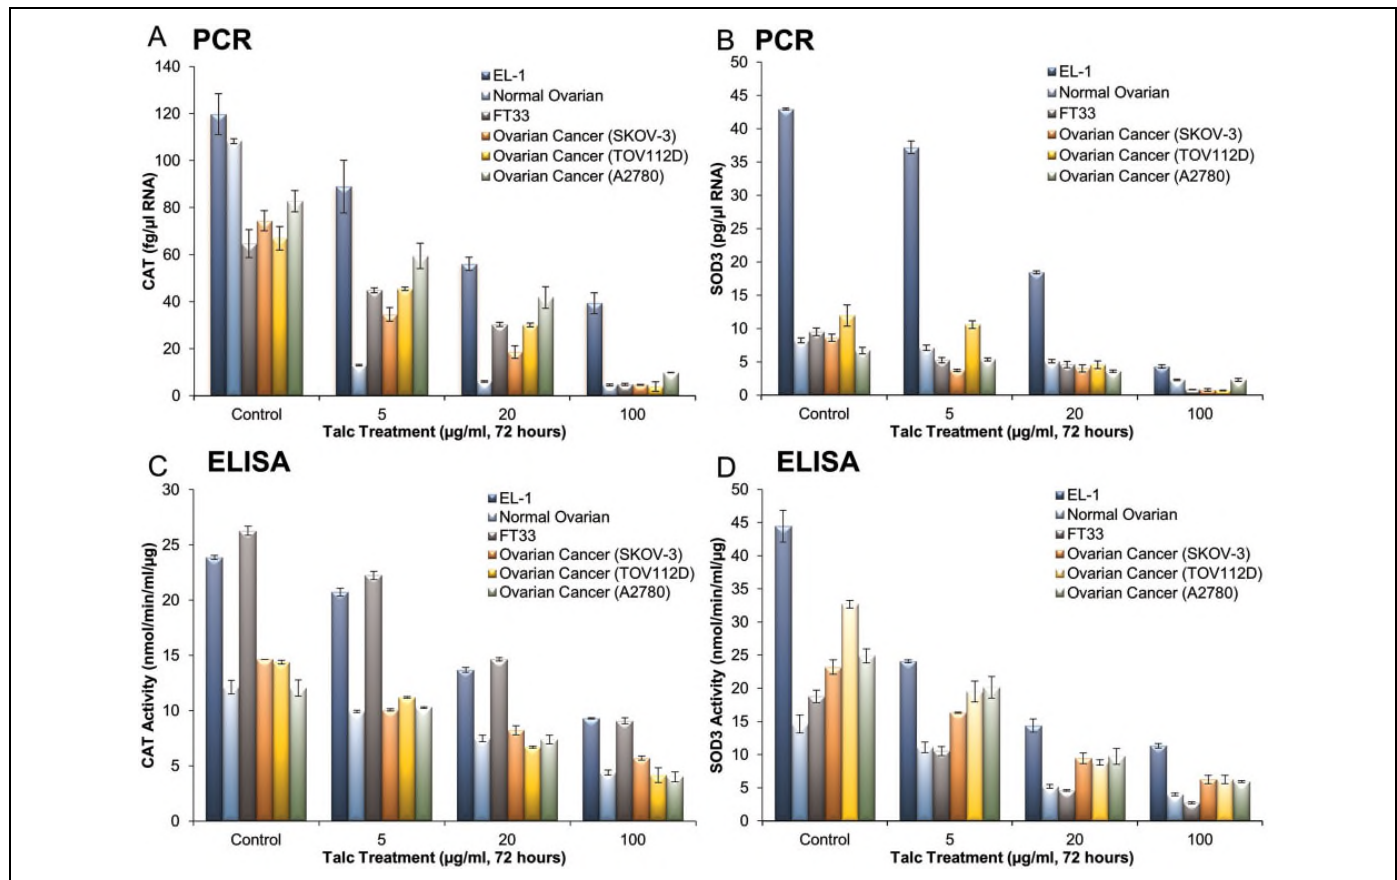 A PCR
CAT (fg/µl RNA)
140
120
100
80
60
40
20
0
EL-1
Normal Ovarian
FT33
Ovarian Cancer (SKOV-3)
Ovarian Cancer (TOV112D)
Ovarian Cancer (A2780)
Control 5 20 100
Talc Treatment (µg/ml, 72 hours)
B PCR
SOD3 (pg/µl RNA)
50
45
40
35
30
25
20
15
10
5
0
EL-1
Normal Ovarian
FT33
Ovarian Cancer (SKOV-3)
Ovarian Cancer (TOV112D)
Ovarian Cancer (A2780)
Control 5 20 100
Talc Treatment (µg/ml, 72 hours)
C ELISA
CAT Activity (nmol/min/ml/µg)
30
25
20
15
10
5
0
EL-1
Normal Ovarian
FT33
Ovarian Cancer (SKOV-3)
Ovarian Cancer (TOV112D)
Ovarian Cancer (A2780)
Control 5 20 100
Talc Treatment (µg/ml, 72 hours)
D ELISA
SOD3 Activity (nmol/min/ml/µg)
50
45
40
35
30
25
20
15
10
5
0
EL-1
Normal Ovarian
FT33
Ovarian Cancer (SKOV-3)
Ovarian Cancer (TOV112D)
Ovarian Cancer (A2780)
Control 5 20 100
Talc Treatment (µg/ml, 72 hours)